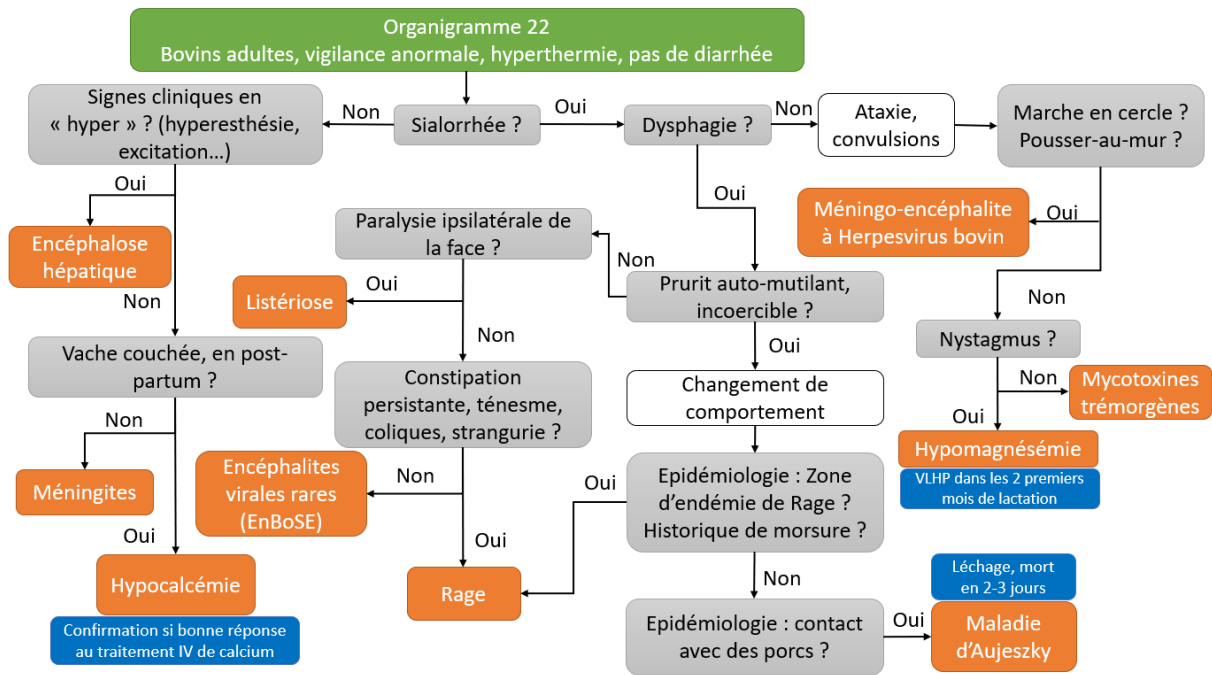 Organigramme 22
Bovins adultes, vigilance anormale, hyperthermie, pas de diarrhée
Signes cliniques en
« hyper » ? (hyperesthésie,
excitation…)
Non
Sialorrhée ?
Oui
Dysphagie ?
Non
Ataxie,
convulsions
Marche en cercle ?
Pousser-au-mur ?
Oui
Encéphalose
hépatique
Non
Paralysie ipsilatérale de
la face ?
Oui
Non
Méningo-encéphalite
à Herpesvirus bovin
Oui
Listériose
Oui
Non
Prurit auto-mutilant,
incoercible ?
Non
Nystagmus ?
Vache couchée, en post-
partum ?
Constipation
persistante, ténesme,
coliques, strangurie ?
Oui
Changement de
comportement
Non
Mycotoxines
trémorgènes
Oui
Hypomagnésémie
VLHP dans les 2 premiers
mois de lactation
Non
Méningites
Encéphalites
virales rares
(EnBoSE)
Non
Oui
Epidémiologie : Zone
d’endémie de Rage ?
Historique de morsure ?
Oui
Hypocalcémie
Confirmation si bonne réponse
au traitement IV de calcium
Oui
Rage
Non
Epidémiologie : contact
avec des porcs ?
Oui
Léchage, mort
en 2-3 jours
Maladie
d’Aujeszky